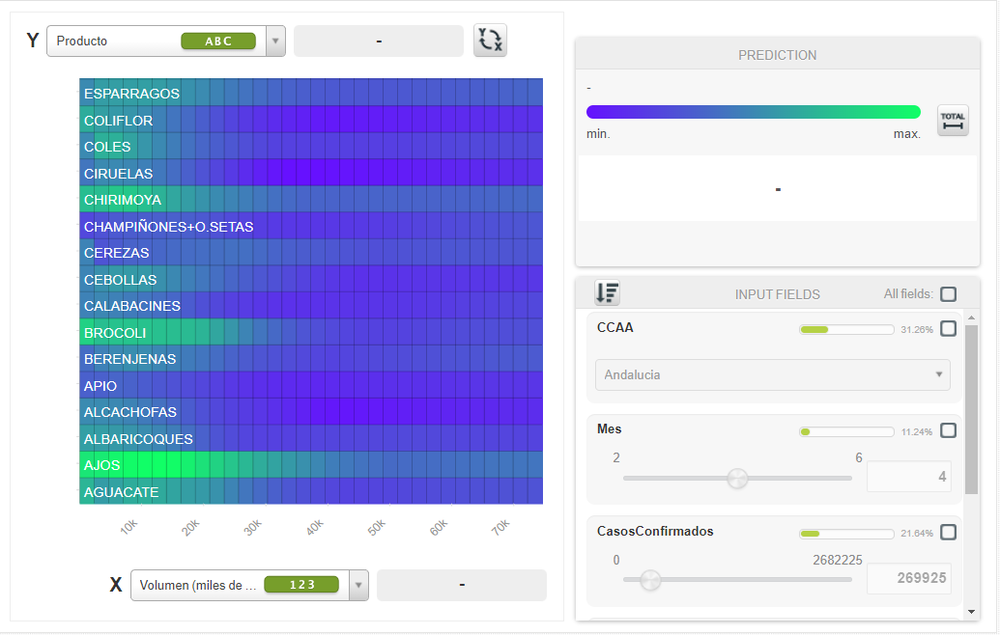 Y Producto ABC -
ESPARRAGOS
COLIFLOR
COLES
CIRUELAS
CHIRIMOYA
CHAMPIÑONES+O.SETAS
CEREZAS
CEBOLLAS
CALABACINES
BROCOLI
BERENJENAS
APIO
ALCACHOFAS
ALBARICOQUES
AJOS
AGUACATE
10k 20k 30k 40k 50k 60k 70k
X Volumen (miles de ... 123 -
PREDICTION
-
TOTAL
min. max.
-
INPUT FIELDS All fields:
CCAA 31.26%
Andalucia
Mes 11.24%
2 6
4
CasosConfirmados 21.64%
0 2682225
269925